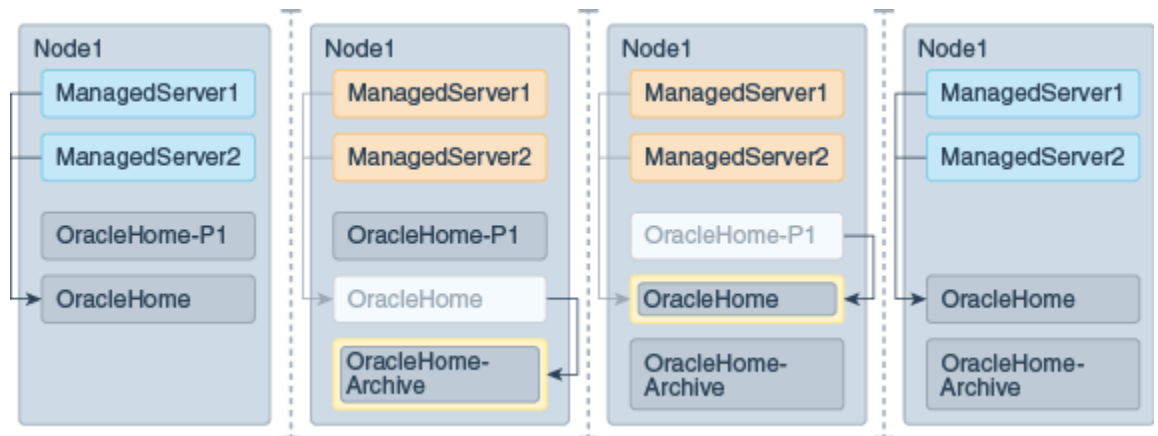 Node1
ManagedServer1
ManagedServer2
OracleHome-P1
OracleHome
Node1
ManagedServer1
ManagedServer2
OracleHome-P1
OracleHome
OracleHome-
Archive
Node1
ManagedServer1
ManagedServer2
OracleHome-P1
OracleHome
OracleHome-
Archive
Node1
ManagedServer1
ManagedServer2
OracleHome
OracleHome-
Archive